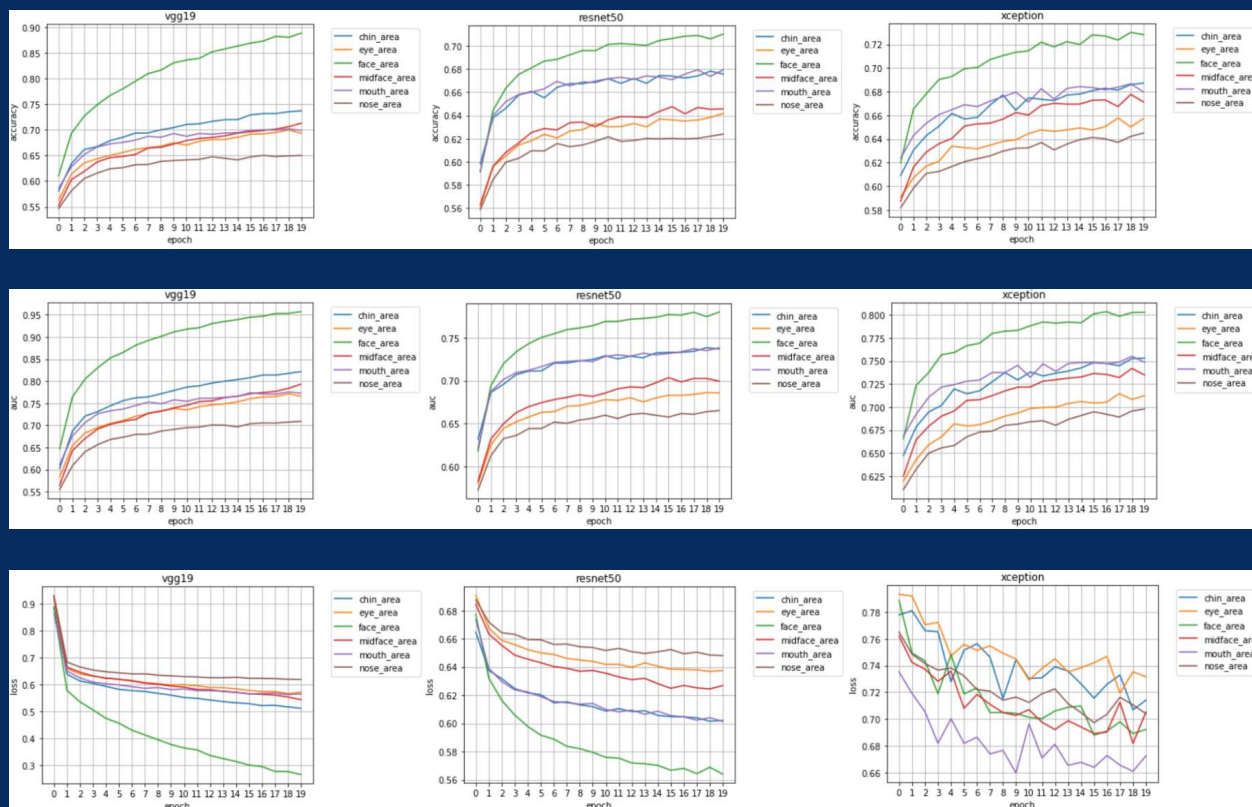 vgg19
0.90
0.85
0.80
0.75
0.70
0.65
0.60
0.55
accuracy
0 1 2 3 4 5 6 7 8 9 10 11 12 13 14 15 16 17 18 19
epoch
chin_area
eye_area
face_area
midface_area
mouth_area
nose_area
resnet50
0.70
0.68
0.66
0.64
0.62
0.60
0.58
0.56
accuracy
0 1 2 3 4 5 6 7 8 9 10 11 12 13 14 15 16 17 18 19
epoch
chin_area
eye_area
face_area
midface_area
mouth_area
nose_area
xception
0.72
0.70
0.68
0.66
0.64
0.62
0.60
0.58
accuracy
0 1 2 3 4 5 6 7 8 9 10 11 12 13 14 15 16 17 18 19
epoch
chin_area
eye_area
face_area
midface_area
mouth_area
nose_area
vgg19
0.95
0.90
0.85
0.80
0.75
0.70
0.65
0.60
0.55
auc
0 1 2 3 4 5 6 7 8 9 10 11 12 13 14 15 16 17 18 19
epoch
chin_area
eye_area
face_area
midface_area
mouth_area
nose_area
resnet50
0.75
0.70
0.65
0.60
auc
0 1 2 3 4 5 6 7 8 9 10 11 12 13 14 15 16 17 18 19
epoch
chin_area
eye_area
face_area
midface_area
mouth_area
nose_area
xception
0.800
0.775
0.750
0.725
0.700
0.675
0.650
0.625
auc
0 1 2 3 4 5 6 7 8 9 10 11 12 13 14 15 16 17 18 19
epoch
chin_area
eye_area
face_area
midface_area
mouth_area
nose_area
vgg19
0.9
0.8
0.7
0.6
0.5
0.4
0.3
loss
0 1 2 3 4 5 6 7 8 9 10 11 12 13 14 15 16 17 18 19
epoch
chin_area
eye_area
face_area
midface_area
mouth_area
nose_area
resnet50
0.68
0.66
0.64
0.62
0.60
0.58
0.56
loss
0 1 2 3 4 5 6 7 8 9 10 11 12 13 14 15 16 17 18 19
epoch
chin_area
eye_area
face_area
midface_area
mouth_area
nose_area
xception
0.78
0.76
0.74
0.72
0.70
0.68
0.66
loss
0 1 2 3 4 5 6 7 8 9 10 11 12 13 14 15 16 17 18 19
epoch
chin_area
eye_area
face_area
midface_area
mouth_area
nose_area